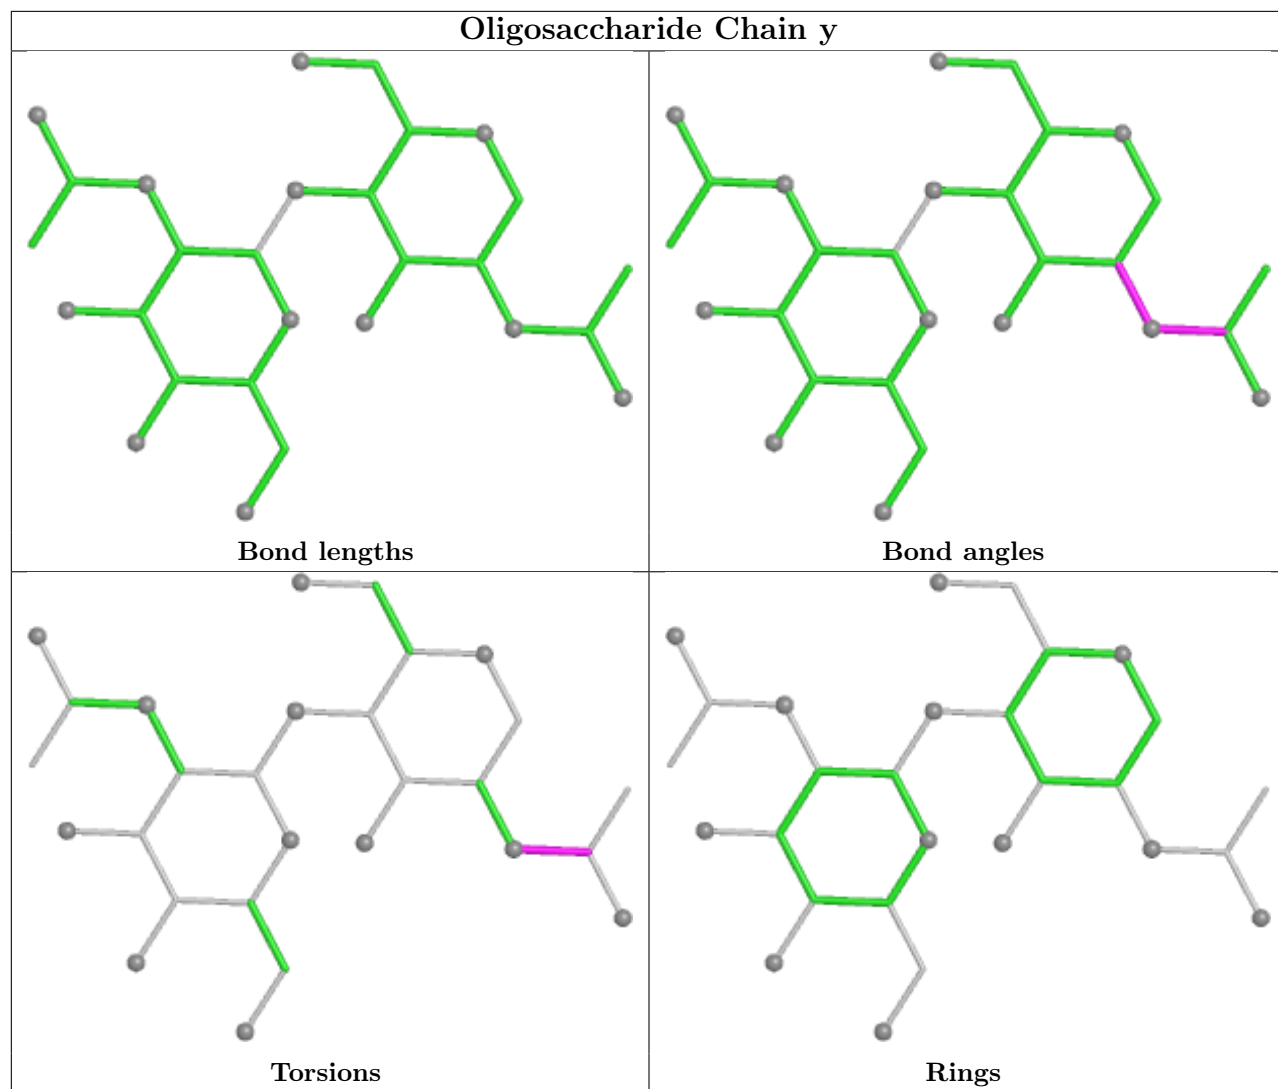 Oligosaccharide Chain y
Bond lengths
Bond angles
Torsions
Rings